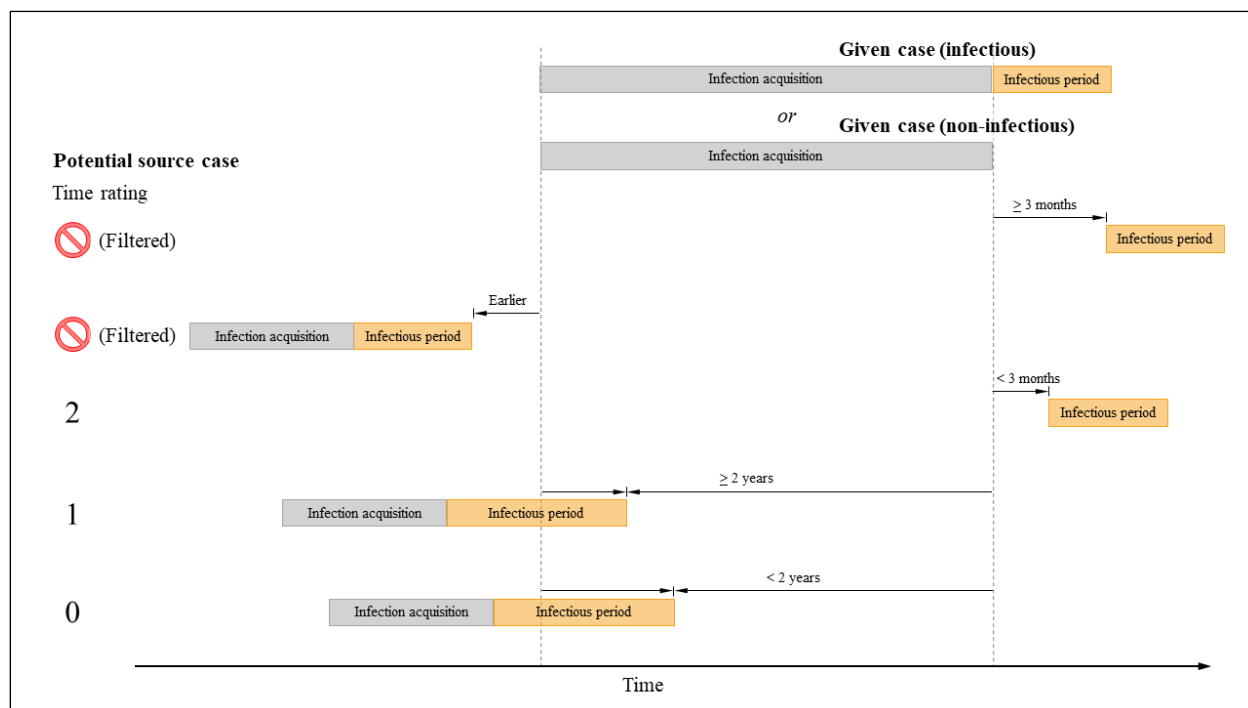 Given case (infectious)
Infection acquisition
Infectious period
or
Given case (non-infectious)
Infection acquisition
Potential source case
Time rating
≥ 3 months
(Filtered)
Infectious period
Earlier
(Filtered)
Infection acquisition
Infectious period
< 3 months
2
Infectious period
≥ 2 years
1
Infection acquisition
Infectious period
< 2 years
0
Infection acquisition
Infectious period
Time